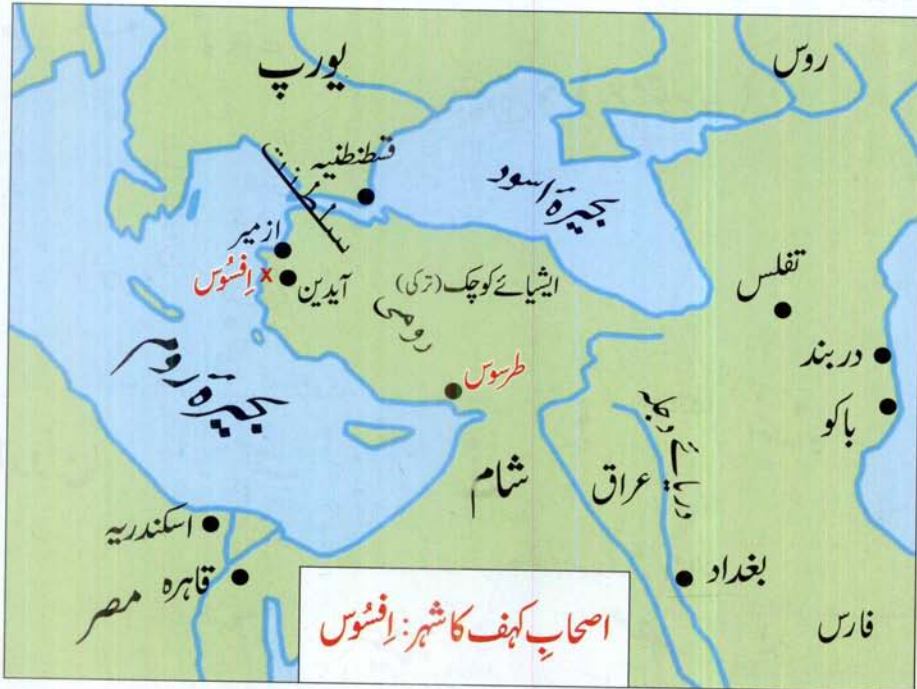 یورپ
روس
قسطنطنیہ
بحیرۂ اسود
سلطنت
ازمیر
اِفسُوس
آیدین
ایشیائے کوچک (ترکی)
رومی
تفلس
دربند
باکو
طرسوس
بحیرۂ روم
شام
عراق
دریائے دجلہ
بغداد
فارس
اسکندریہ
قاہرہ
مصر
اصحابِ کہف کا شہر: اِفسُوس